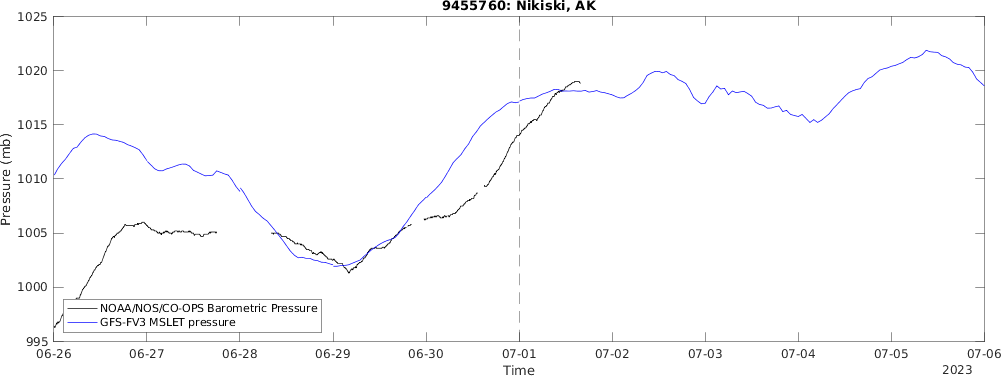 9455760: Nikiski, AK
Pressure (mb)
1025
1020
1015
1010
1005
1000
995
NOAA/NOS/CO-OPS Barometric Pressure
GFS-FV3 MSLET pressure
06-26 06-27 06-28 06-29 06-30 07-01 07-02 07-03 07-04 07-05 07-06
Time
2023